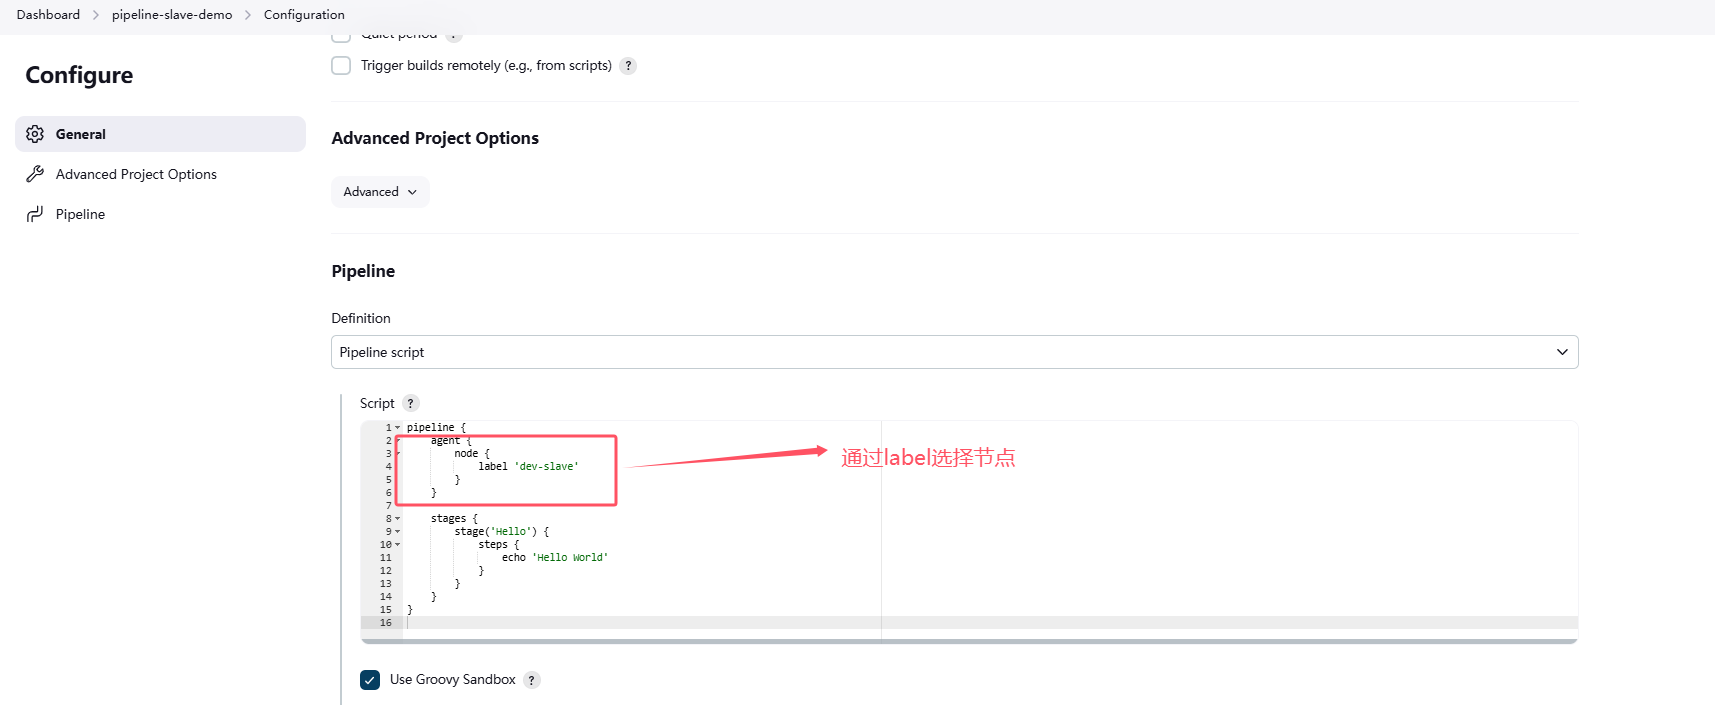 Dashboard > pipeline-slave-demo > Configuration
Quiet period ?
Trigger builds remotely (e.g., from scripts) ?
Configure
General
Advanced Project Options
Pipeline
Advanced Project Options
Advanced
Pipeline
Definition
Pipeline script
Script ?
1 pipeline {
2     agent {
3         node {
4             label 'dev-slave'
5         }
6     }
7
8     stages {
9         stage('Hello') {
10             steps {
11                 echo 'Hello World'
12             }
13         }
14     }
15 }
16
通过label选择节点
Use Groovy Sandbox ?